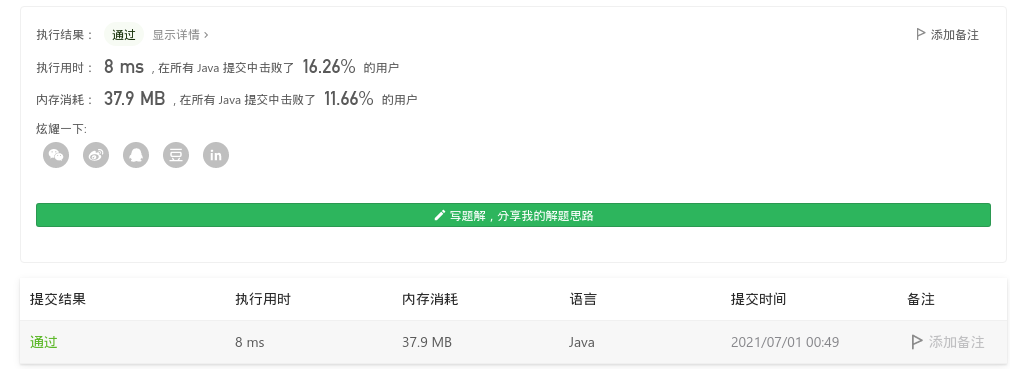 执行结果： 通过 显示详情 › 添加备注
执行用时： 8 ms , 在所有 Java 提交中击败了 16.26% 的用户
内存消耗： 37.9 MB , 在所有 Java 提交中击败了 11.66% 的用户
炫耀一下:
写题解，分享我的解题思路
提交结果 执行用时 内存消耗 语言 提交时间 备注
通过 8 ms 37.9 MB Java 2021/07/01 00:49 添加备注